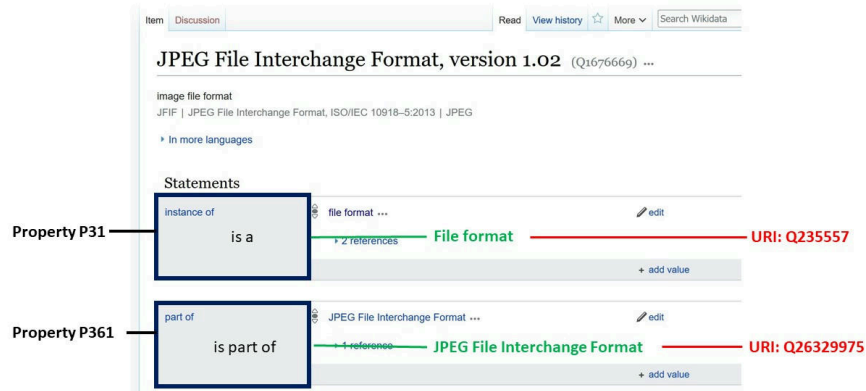 Item Discussion Read View history More Search Wikidata
JPEG File Interchange Format, version 1.02 (Q1676669) •••
image file format
JFIF | JPEG File Interchange Format, ISO/IEC 10918–5:2013 | JPEG
In more languages
Statements
instance of file format ••• edit
Property P31 is a 2 references File format URI: Q235557
+ add value
part of JPEG File Interchange Format ••• edit
Property P361 is part of 1 reference JPEG File Interchange Format URI: Q26329975
+ add value